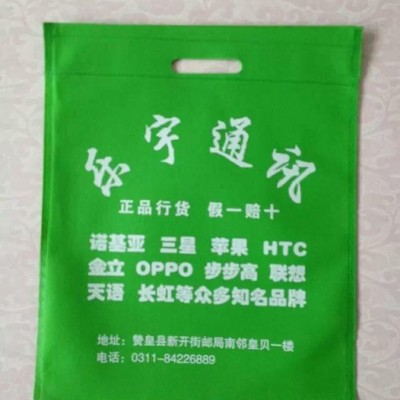 乐宇通讯
正品行货 假一赔十
诺基亚 三星 苹果 HTC
金立 OPPO 步步高 联想
天语 长虹等众多知名品牌
地址：赞皇县新开街邮局南邻皇贝一楼
电话：0311-84226889